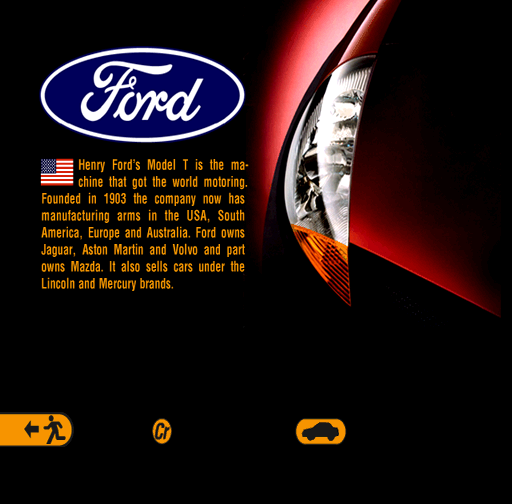 Ford
Henry Ford's Model T is the ma-
chine that got the world motoring.
Founded in 1903 the company now has
manufacturing arms in the USA, South
America, Europe and Australia. Ford owns
Jaguar, Aston Martin and Volvo and part
owns Mazda. It also sells cars under the
Lincoln and Mercury brands.
Cr